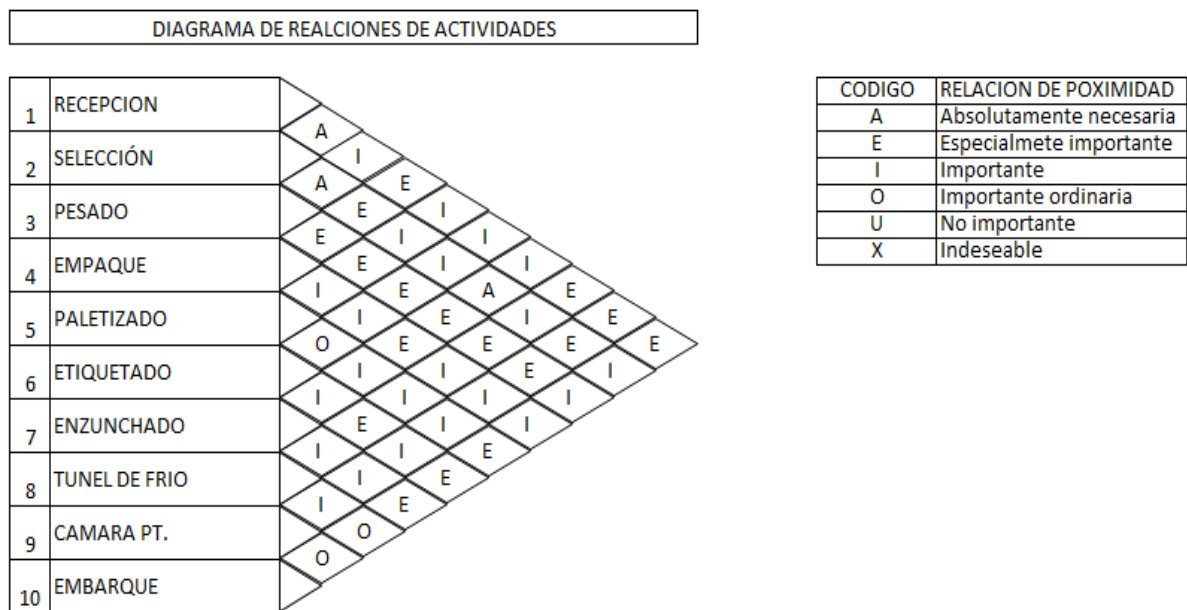 DIAGRAMA DE REALCIONES DE ACTIVIDADES
1 RECEPCION
A
2 SELECCIÓN I
A E
3 PESADO E I
E I I
4 EMPAQUE E I I
I E A E
5 PALETIZADO I E I E
O E E E E
6 ETIQUETADO I I E I
I I I I
7 ENZUNCHADO E I I
I I E
8 TUNEL DE FRIO I E
I E
9 CAMARA PT. O
O
10 EMBARQUE
CODIGO RELACION DE POXIMIDAD
A Absolutamente necesaria
E Especialmete importante
I Importante
O Importante ordinaria
U No importante
X Indeseable